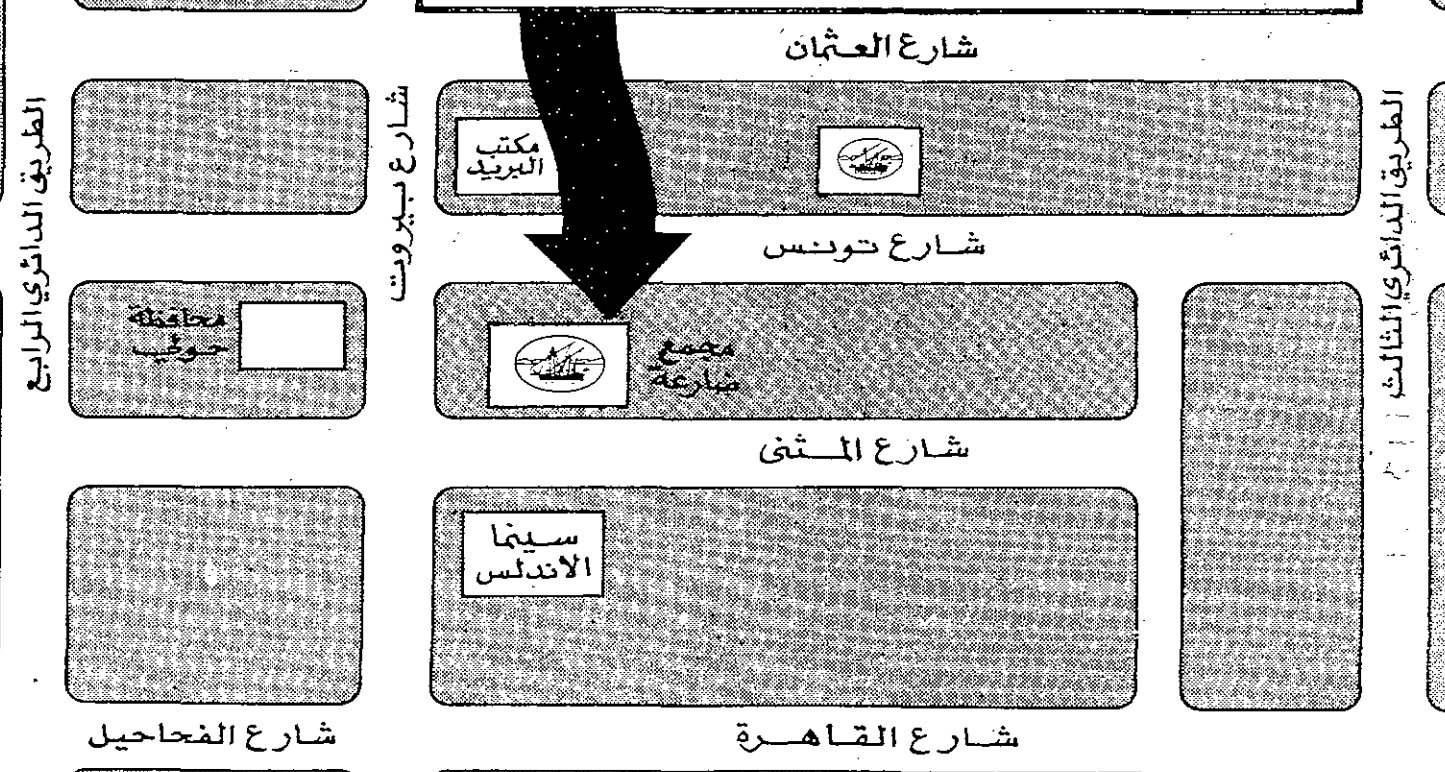 شارع العثمان
الطريق الدائري الثالث
شارع بيروت
الطريق الدائري الرابع
مكتب
البريد
شارع تونس
محافظة
حولي
مجمع
ضارعة
شارع المثنى
سينما
الاندلس
شارع القاهرة
شارع الفحاحيل